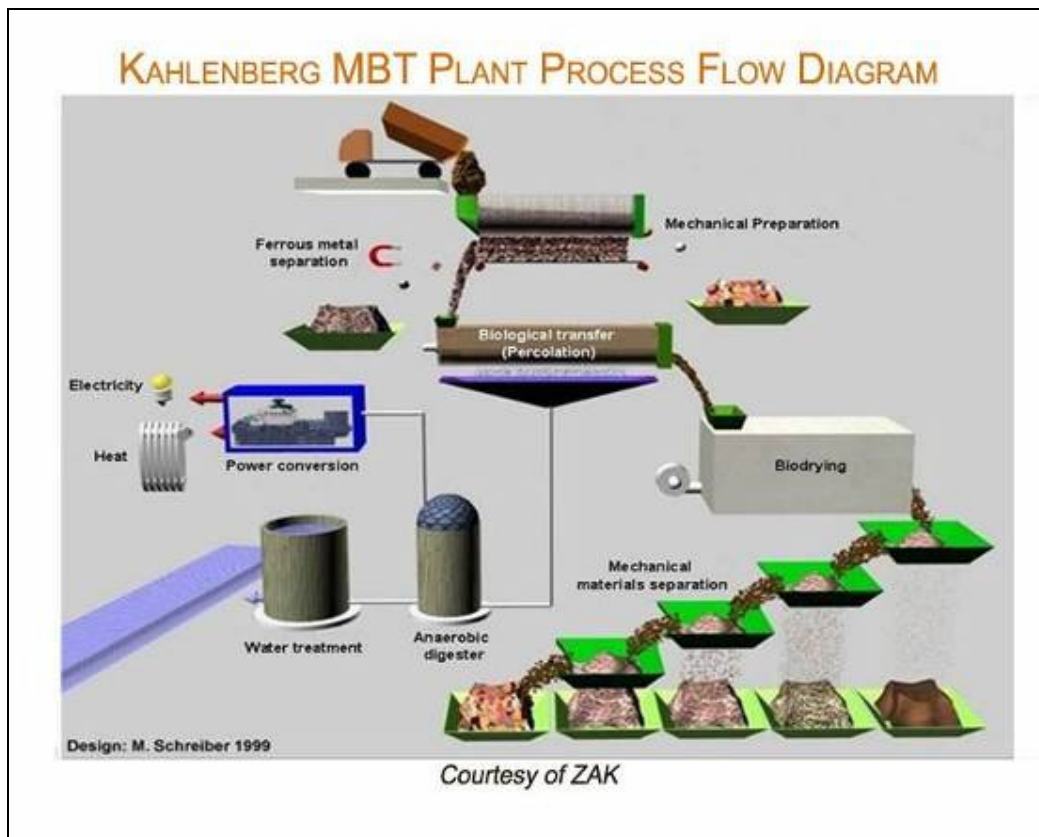 KAHLENBERG MBT PLANT PROCESS FLOW DIAGRAM
Mechanical Preparation
Ferrous metal
separation
Biological transfer
(Percolation)
Electricity
Heat
Power conversion
Biodrying
Mechanical
materials separation
Water treatment
Anaerobic
digester
Design: M. Schreiber 1999
Courtesy of ZAK